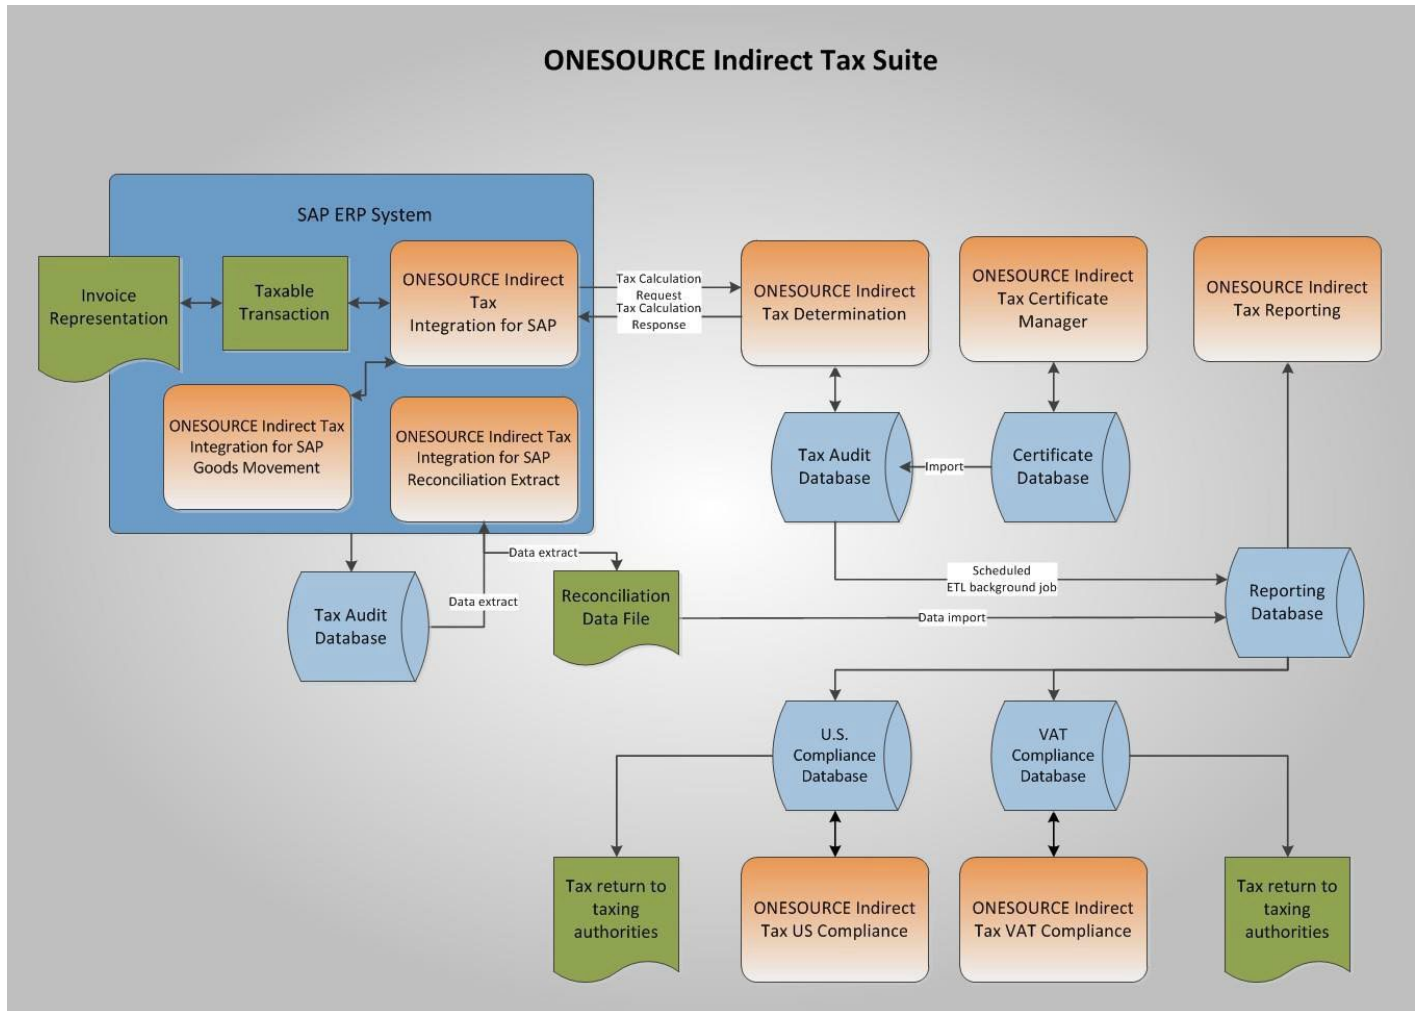 ONESOURCE Indirect Tax Suite
SAP ERP System
Invoice
Representation
Taxable
Transaction
ONESOURCE Indirect
Tax
Integration for SAP
Tax Calculation
Request
Tax Calculation
Response
ONESOURCE Indirect
Tax Determination
ONESOURCE Indirect
Tax Certificate
Manager
ONESOURCE Indirect
Tax Reporting
ONESOURCE Indirect Tax
Integration for SAP
Goods Movement
ONESOURCE Indirect Tax
Integration for SAP
Reconciliation Extract
Tax Audit
Database
Import
Certificate
Database
Data extract
Scheduled
ETL background job
Tax Audit
Database
Data extract
Reconciliation
Data File
Data import
Reporting
Database
U.S.
Compliance
Database
VAT
Compliance
Database
Tax return to
taxing
authorities
ONESOURCE Indirect
Tax US Compliance
ONESOURCE Indirect
Tax VAT Compliance
Tax return to
taxing
authorities